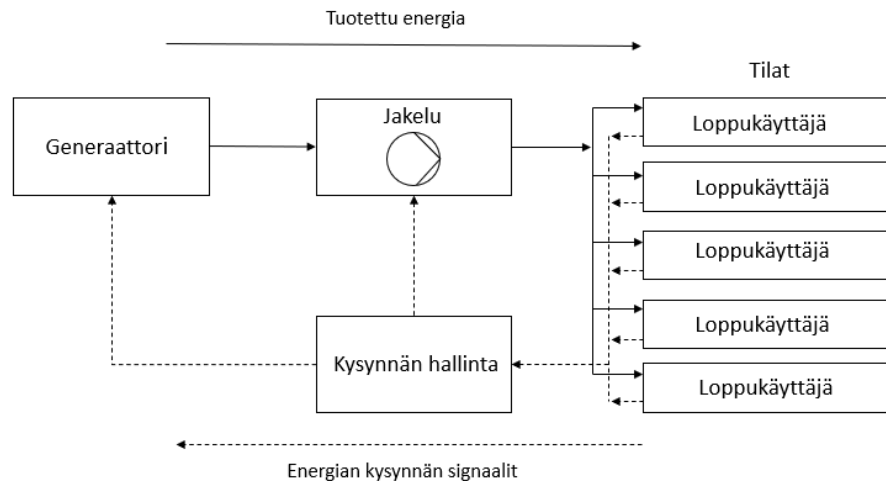 Tuotettu energia
Tilat
Generaattori
Jakelu
Loppukäyttäjä
Loppukäyttäjä
Loppukäyttäjä
Loppukäyttäjä
Loppukäyttäjä
Kysynnän hallinta
Energian kysynnän signaalit